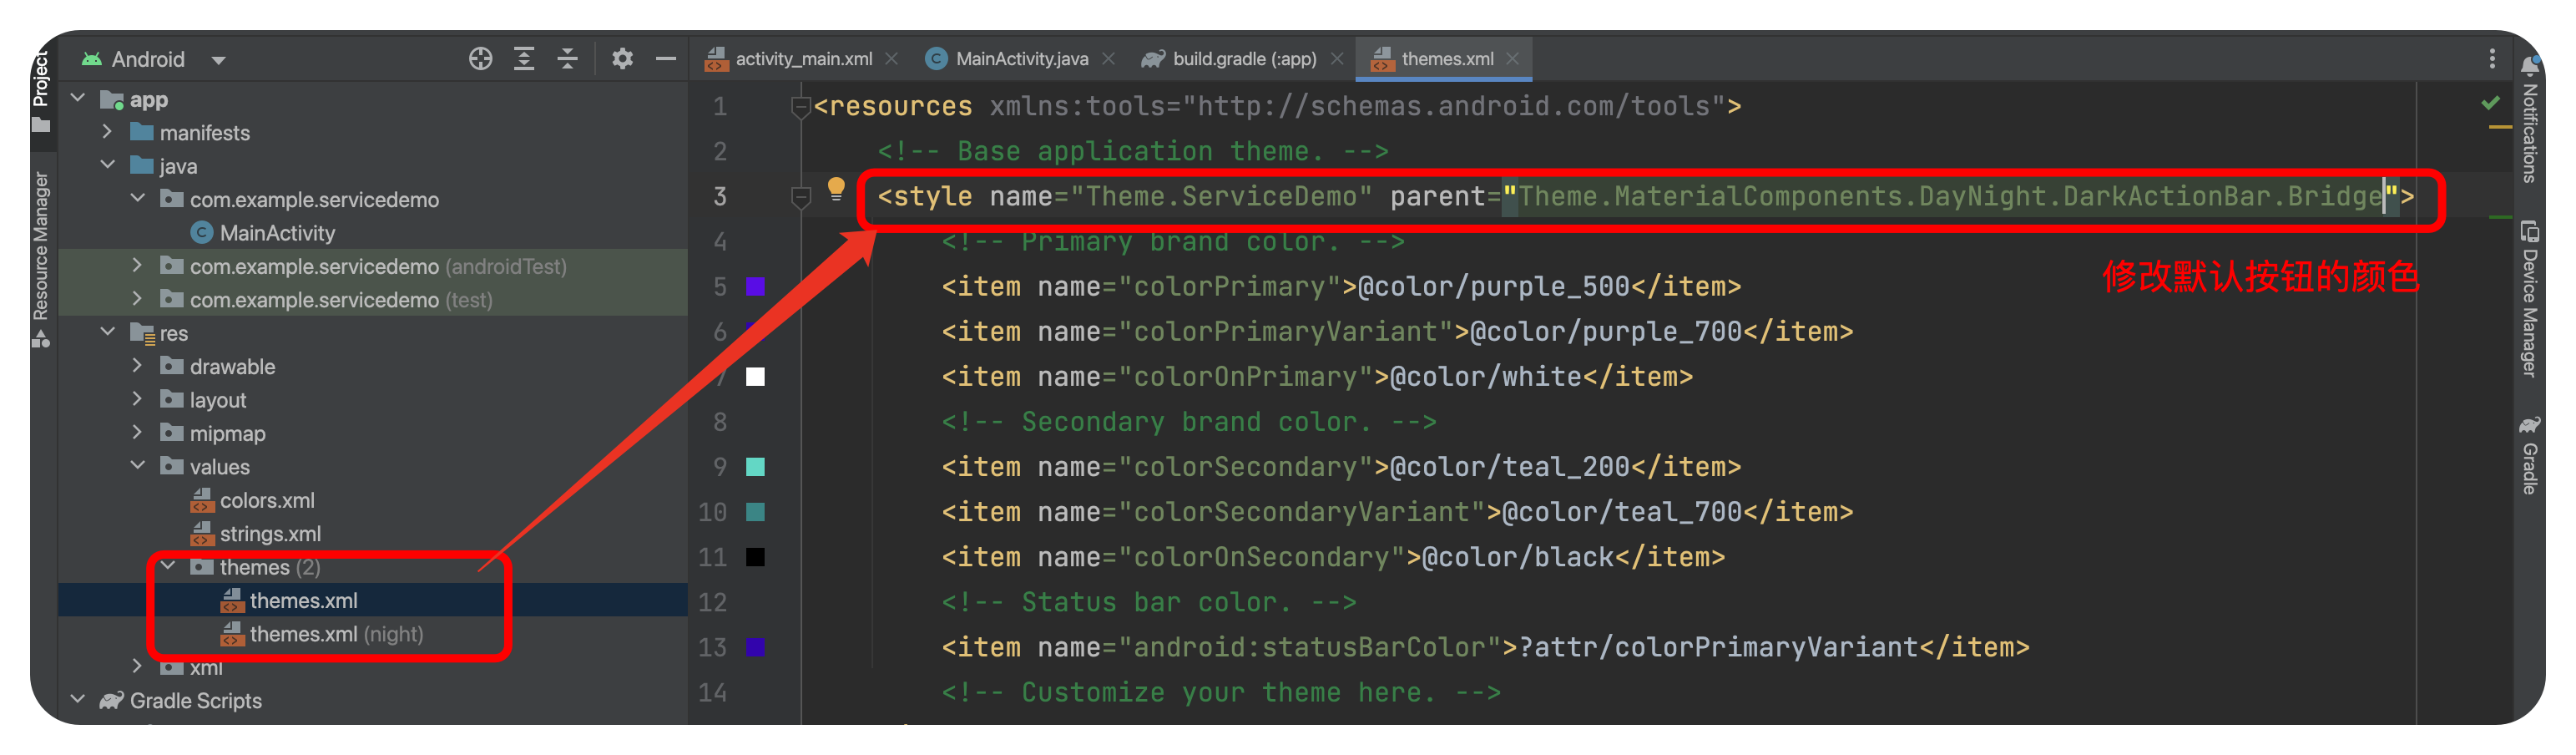 Project
Resource Manager
Android
app
manifests
java
com.example.servicedemo
MainActivity
com.example.servicedemo (androidTest)
com.example.servicedemo (test)
res
drawable
layout
mipmap
values
colors.xml
strings.xml
themes (2)
themes.xml
themes.xml (night)
xml
Gradle Scripts
activity_main.xml MainActivity.java build.gradle (:app) themes.xml
1 <resources xmlns:tools="http://schemas.android.com/tools">
2 <!-- Base application theme. -->
3 <style name="Theme.ServiceDemo" parent="Theme.MaterialComponents.DayNight.DarkActionBar.Bridge">
4 <!-- Primary brand color. -->
修改默认按钮的颜色
5 <item name="colorPrimary">@color/purple_500</item>
6 <item name="colorPrimaryVariant">@color/purple_700</item>
7 <item name="colorOnPrimary">@color/white</item>
8 <!-- Secondary brand color. -->
9 <item name="colorSecondary">@color/teal_200</item>
10 <item name="colorSecondaryVariant">@color/teal_700</item>
11 <item name="colorOnSecondary">@color/black</item>
12 <!-- Status bar color. -->
13 <item name="android:statusBarColor">?attr/colorPrimaryVariant</item>
14 <!-- Customize your theme here. -->
Notifications
Device Manager
Gradle